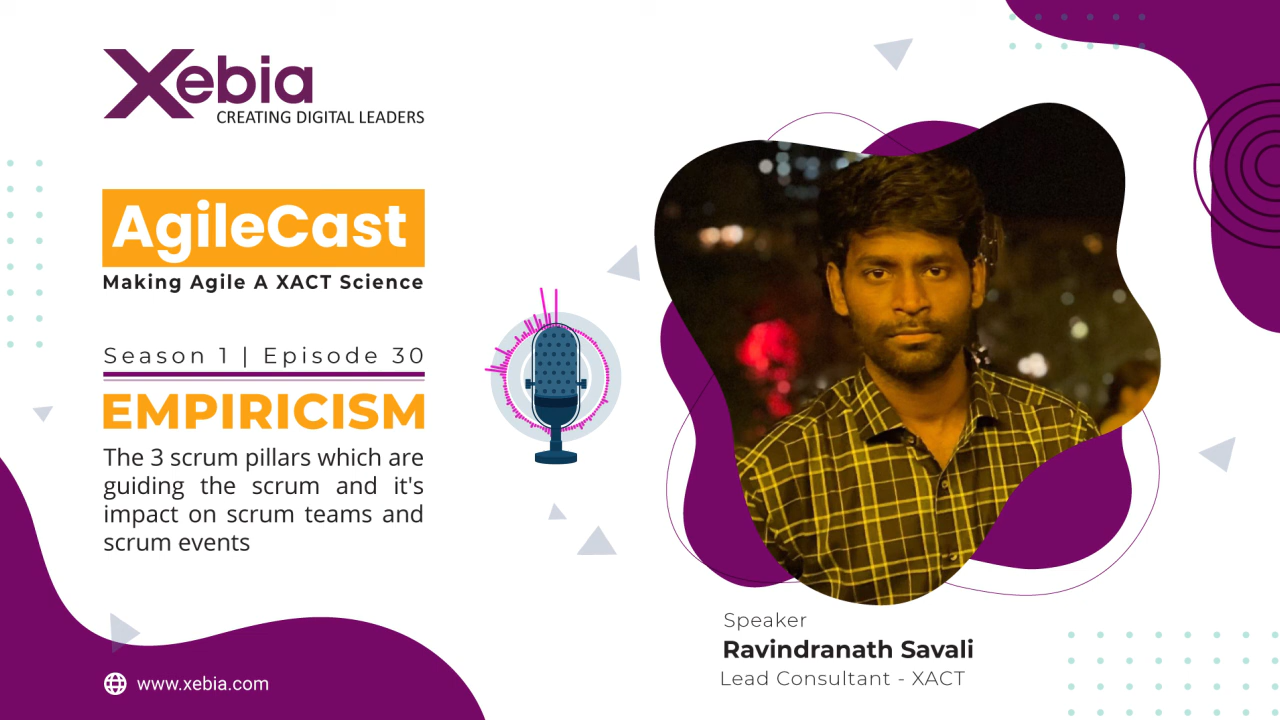 Xebia
CREATING DIGITAL LEADERS
AgileCast
Making Agile A XACT Science
Season 1 | Episode 30
EMPIRICISM
The 3 scrum pillars which are
guiding the scrum and it's
impact on scrum teams and
scrum events
www.xebia.com
Speaker
Ravindranath Savali
Lead Consultant - XACT